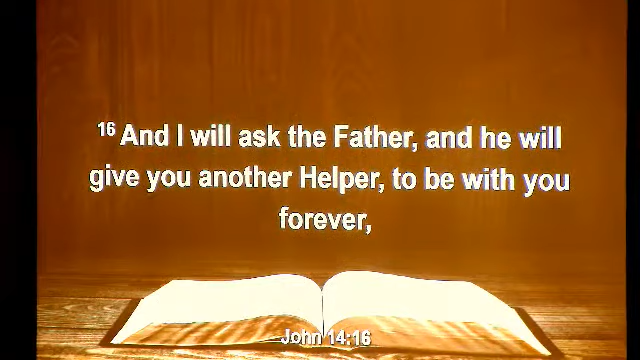 16 And I will ask the Father, and he will
give you another Helper, to be with you
forever,
John 14:16